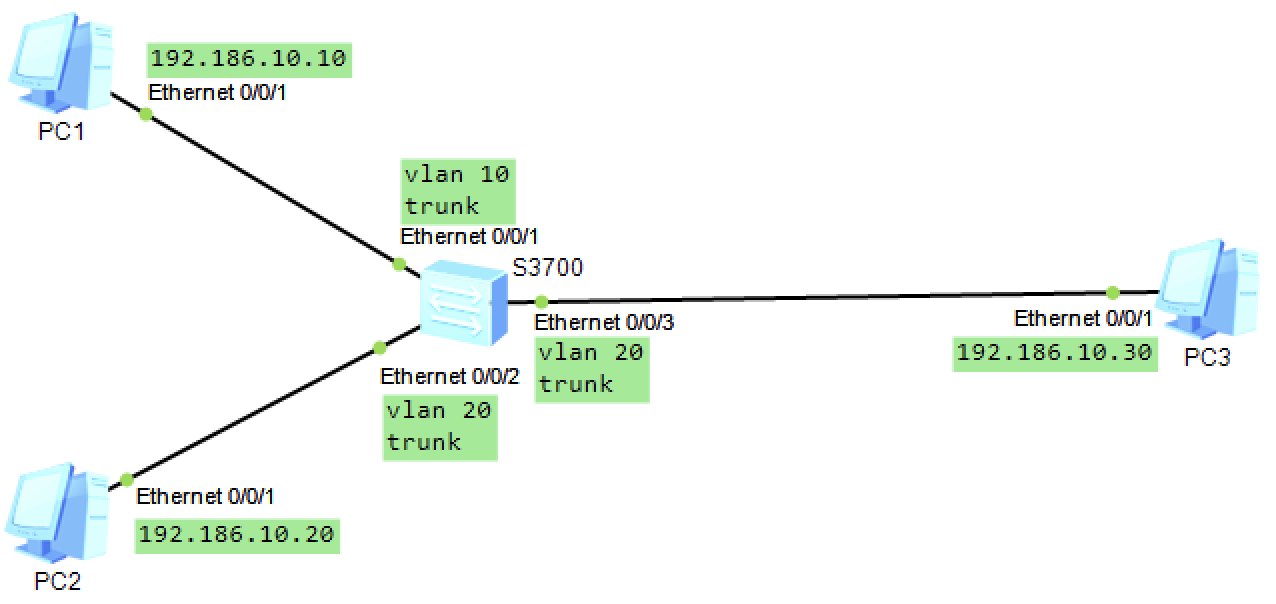 192.186.10.10
Ethernet 0/0/1
PC1
vlan 10
trunk
Ethernet 0/0/1
S3700
Ethernet 0/0/3
vlan 20
trunk
Ethernet 0/0/1
192.186.10.30
PC3
Ethernet 0/0/2
vlan 20
trunk
Ethernet 0/0/1
192.186.10.20
PC2